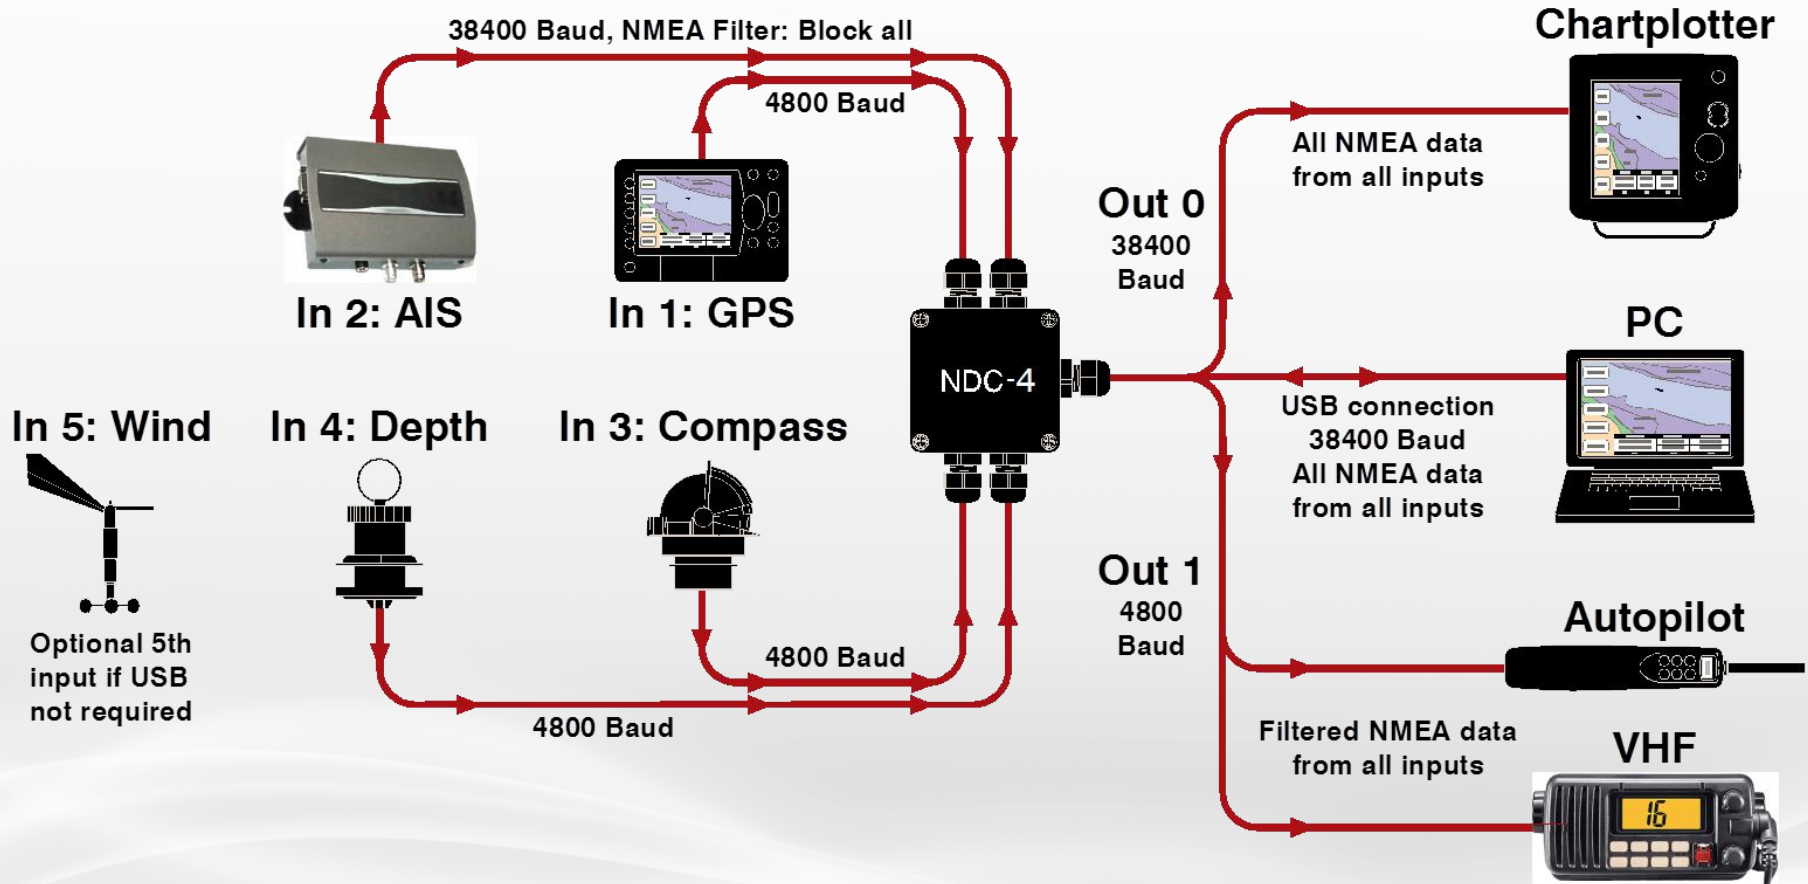 38400 Baud, NMEA Filter: Block all
4800 Baud
In 2: AIS
In 1: GPS
In 5: Wind
Optional 5th
input if USB
not required
In 4: Depth
In 3: Compass
4800 Baud
4800 Baud
NDC-4
Out 0
38400
Baud
Chartplotter
All NMEA data
from all inputs
PC
USB connection
38400 Baud
All NMEA data
from all inputs
Out 1
4800
Baud
Autopilot
Filtered NMEA data
from all inputs
VHF
16